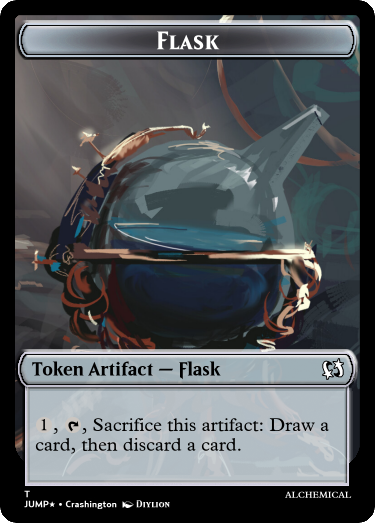 Flask
Token Artifact — Flask
1, , Sacrifice this artifact: Draw a
card, then discard a card.
T
JUMP★ • Crashington Diylion
ALCHEMICAL